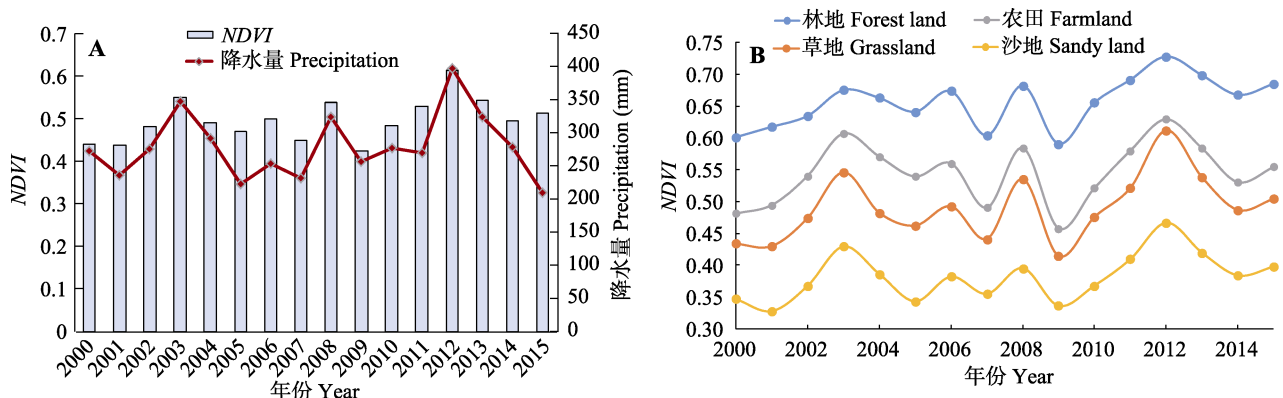 A
NDVI
降水量 Precipitation
NDVI
0.7
0.6
0.5
0.4
0.3
0.2
0.1
0
450
400
350
300
250
200
150
100
50
0
降水量 Precipitation (mm)
2000 2001 2002 2003 2004 2005 2006 2007 2008 2009 2010 2011 2012 2013 2014 2015
年份 Year
林地 Forest land 农田 Farmland
草地 Grassland 沙地 Sandy land
B
NDVI
0.75
0.70
0.65
0.60
0.55
0.50
0.45
0.40
0.35
0.30
2000 2002 2004 2006 2008 2010 2012 2014
年份 Year